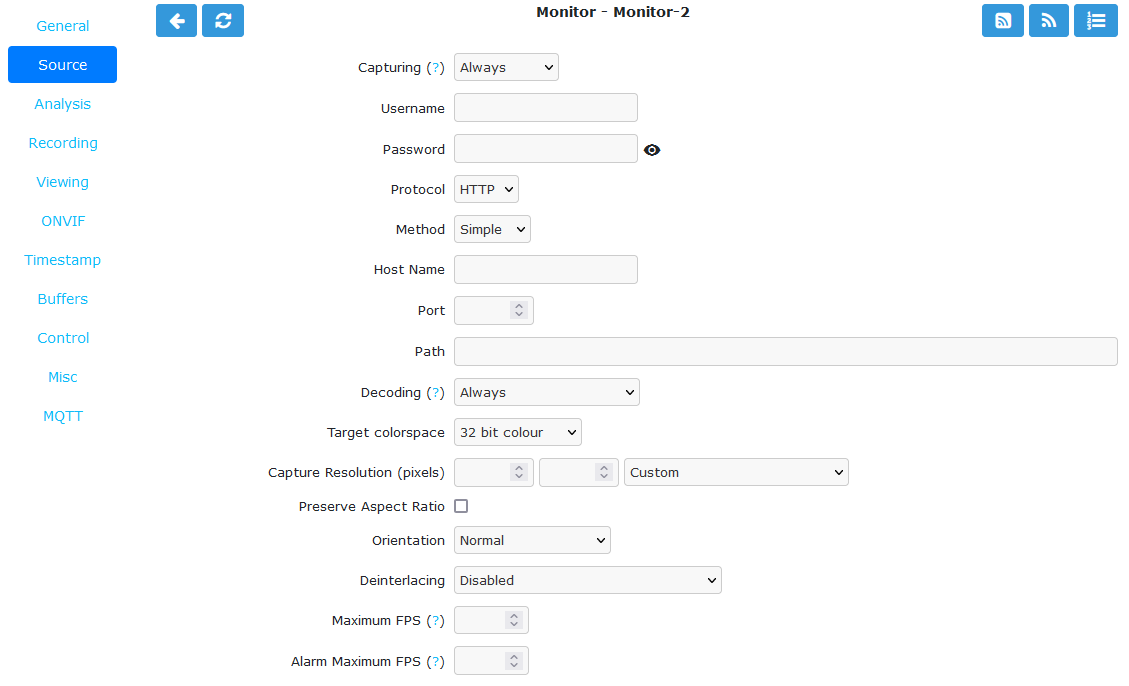 Monitor - Monitor-2
General
Source
Analysis
Recording
Viewing
ONVIF
Timestamp
Buffers
Control
Misc
MQTT
Capturing (?) Always
Username
Password
Protocol HTTP
Method Simple
Host Name
Port
Path
Decoding (?) Always
Target colorspace 32 bit colour
Capture Resolution (pixels) Custom
Preserve Aspect Ratio
Orientation Normal
Deinterlacing Disabled
Maximum FPS (?)
Alarm Maximum FPS (?)